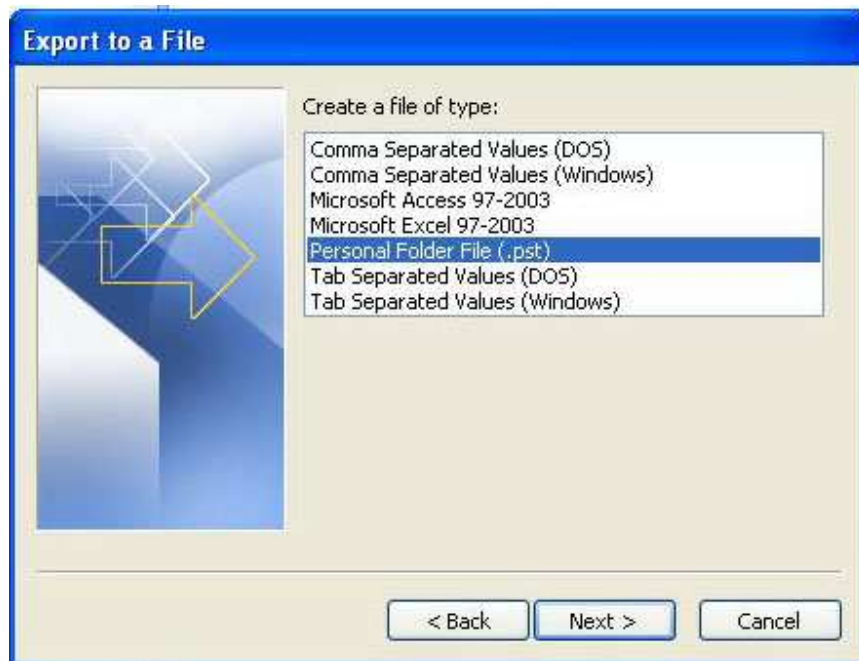 Export to a File
Create a file of type:
Comma Separated Values (DOS)
Comma Separated Values (Windows)
Microsoft Access 97-2003
Microsoft Excel 97-2003
Personal Folder File (.pst)
Tab Separated Values (DOS)
Tab Separated Values (Windows)
< Back Next > Cancel